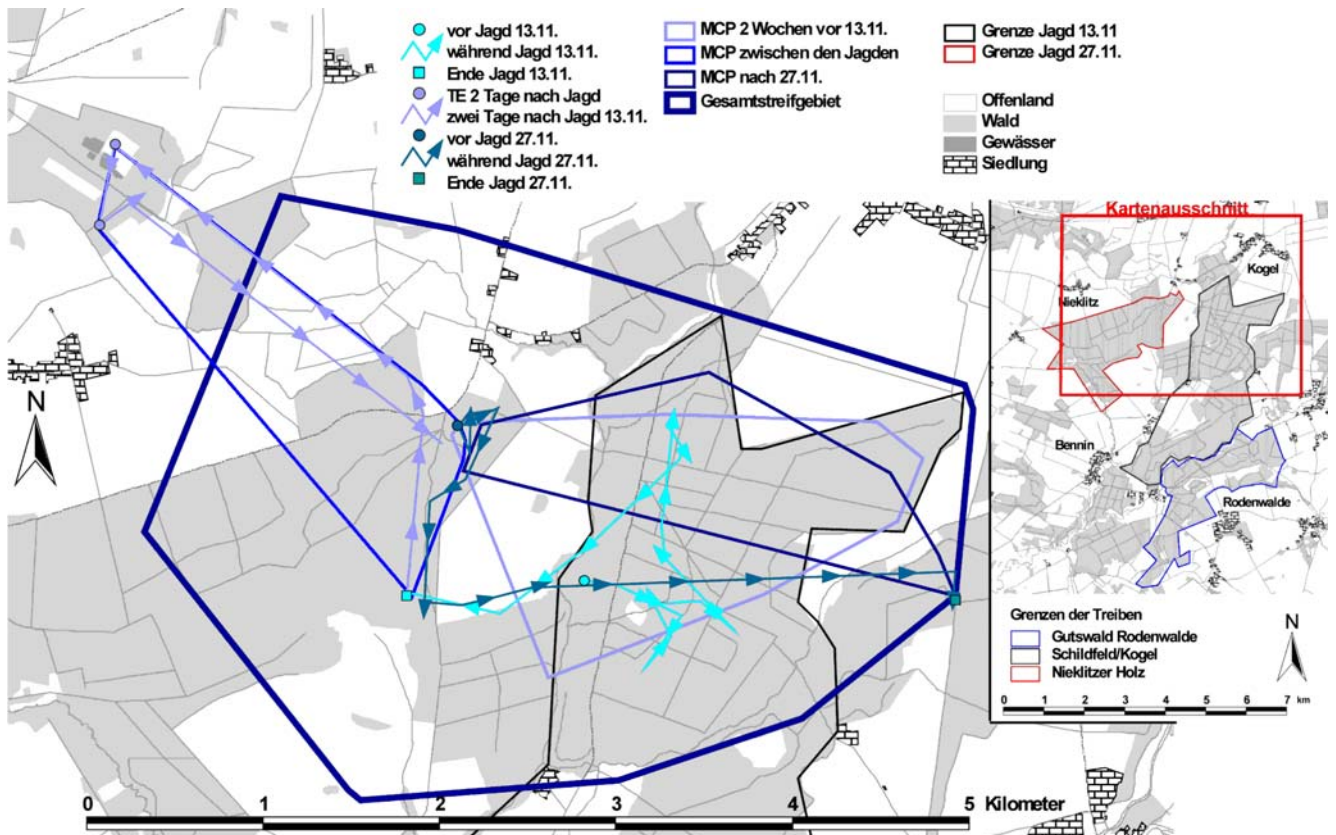 vor Jagd 13.11.
während Jagd 13.11.
Ende Jagd 13.11.
TE 2 Tage nach Jagd
zwei Tage nach Jagd 13.11.
vor Jagd 27.11.
während Jagd 27.11.
Ende Jagd 27.11.
MCP 2 Wochen vor 13.11.
MCP zwischen den Jagden
MCP nach 27.11.
Gesamtstreifgebiet
Grenze Jagd 13.11
Grenze Jagd 27.11.
Offenland
Wald
Gewässer
Siedlung
Kartenausschnitt
Kogel
Nieklitz
Bennin
Rodenwalde
Grenzen der Treiben
Gutswald Rodenwalde
Schildfeld/Kogel
Nieklitzer Holz
N
0 1 2 3 4 5 6 7 km
N
0 1 2 3 4 5 Kilometer